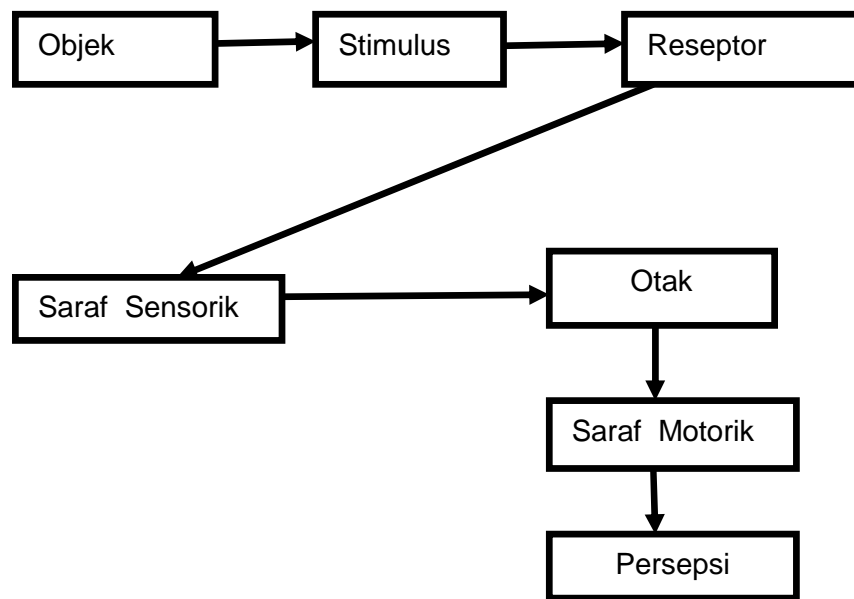 Objek
Stimulus
Reseptor
Saraf Sensorik
Otak
Saraf Motorik
Persepsi